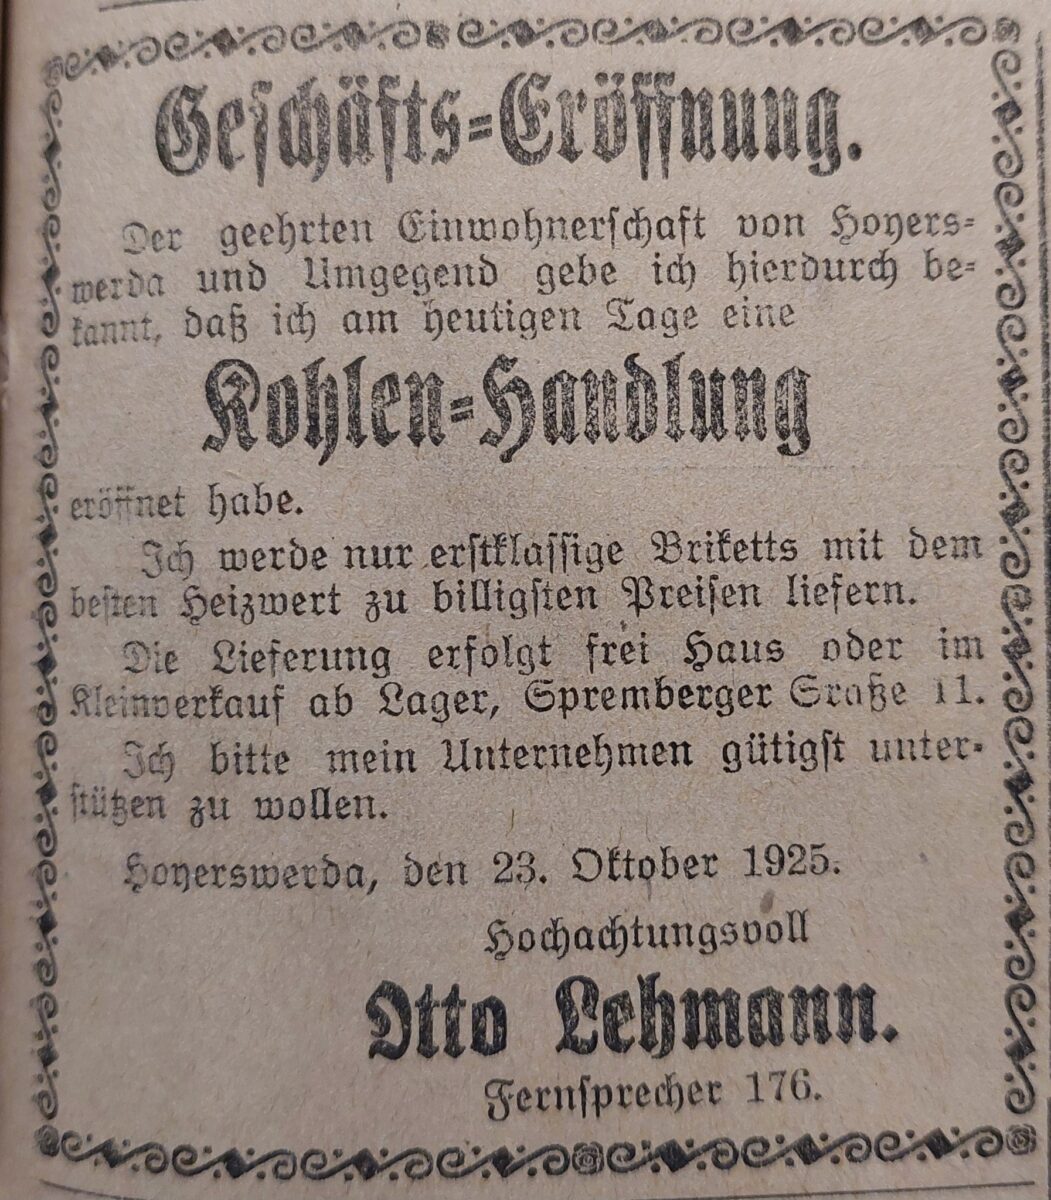 Geschäfts=Eröffnung.
Der geehrten Einwohnerschaft von Hoyers=
werda und Umgegend gebe ich hierdurch be=
kannt, daß ich am heutigen Tage eine
Kohlen=Handlung
eröffnet habe.
Ich werde nur erstklassige Briketts mit dem
besten Heizwert zu billigsten Preisen liefern.
Die Lieferung erfolgt frei Haus oder im
Kleinverkauf ab Lager, Spremberger Sraße 11.
Ich bitte mein Unternehmen gütigst unter=
stützen zu wollen.
Hoyerswerda, den 23. Oktober 1925.
Hochachtungsvoll
Otto Lehmann.
Fernsprecher 176.